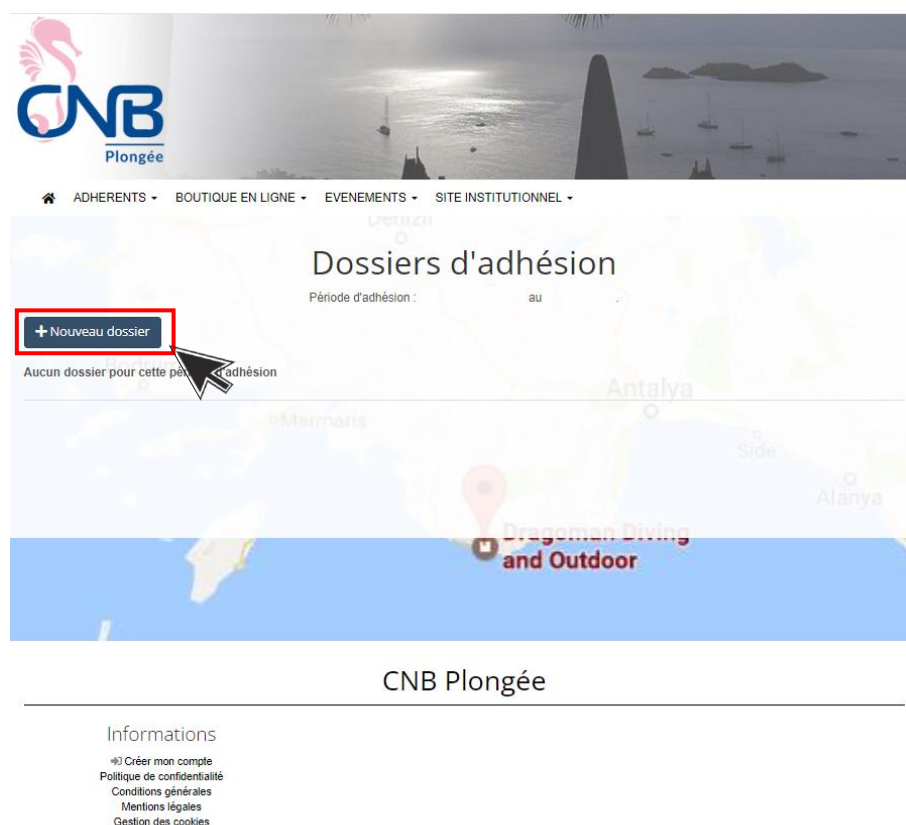 CNB
Plongée
ADHERENTS
BOUTIQUE EN LIGNE
EVENEMENTS
SITE INSTITUTIONNEL
Denizli
Dossiers d'adhésion
Période d'adhésion : au .
Nouveau dossier
Aucun dossier pour cette d'adhésion
Antalya
Marmaris
Side
Alanya
Dragoman Diving
and Outdoor
CNB Plongée
Informations
Créer mon compte
Politique de confidentialité
Conditions générales
Mentions légales
Gestion des cookies